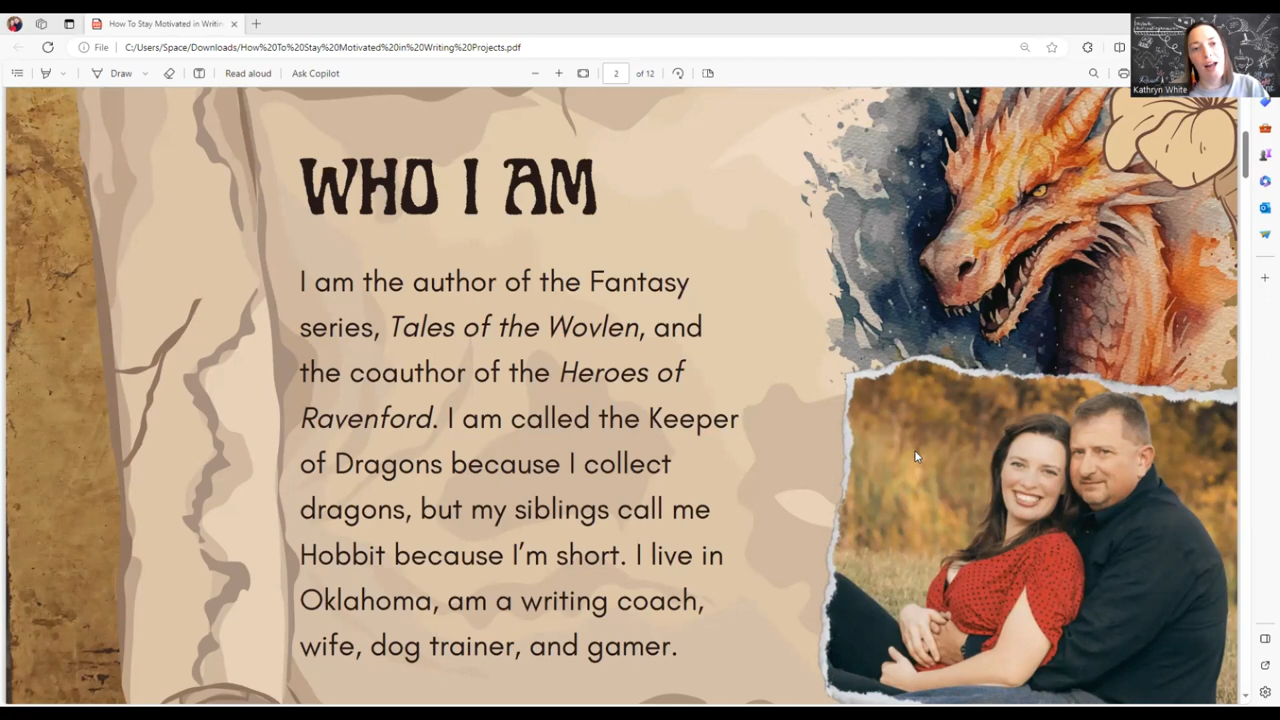 How To Stay Motivated in Writin
File
C:/Users/Space/Downloads/How%20To%20Stay%20Motivated%20in%20Writing%20Projects.pdf
Draw
Read aloud
Ask Copilot
2
of 12
Kathryn White
WHO I AM
I am the author of the Fantasy
series, Tales of the Wovlen, and
the coauthor of the Heroes of
Ravenford. I am called the Keeper
of Dragons because I collect
dragons, but my siblings call me
Hobbit because I'm short. I live in
Oklahoma, am a writing coach,
wife, dog trainer, and gamer.